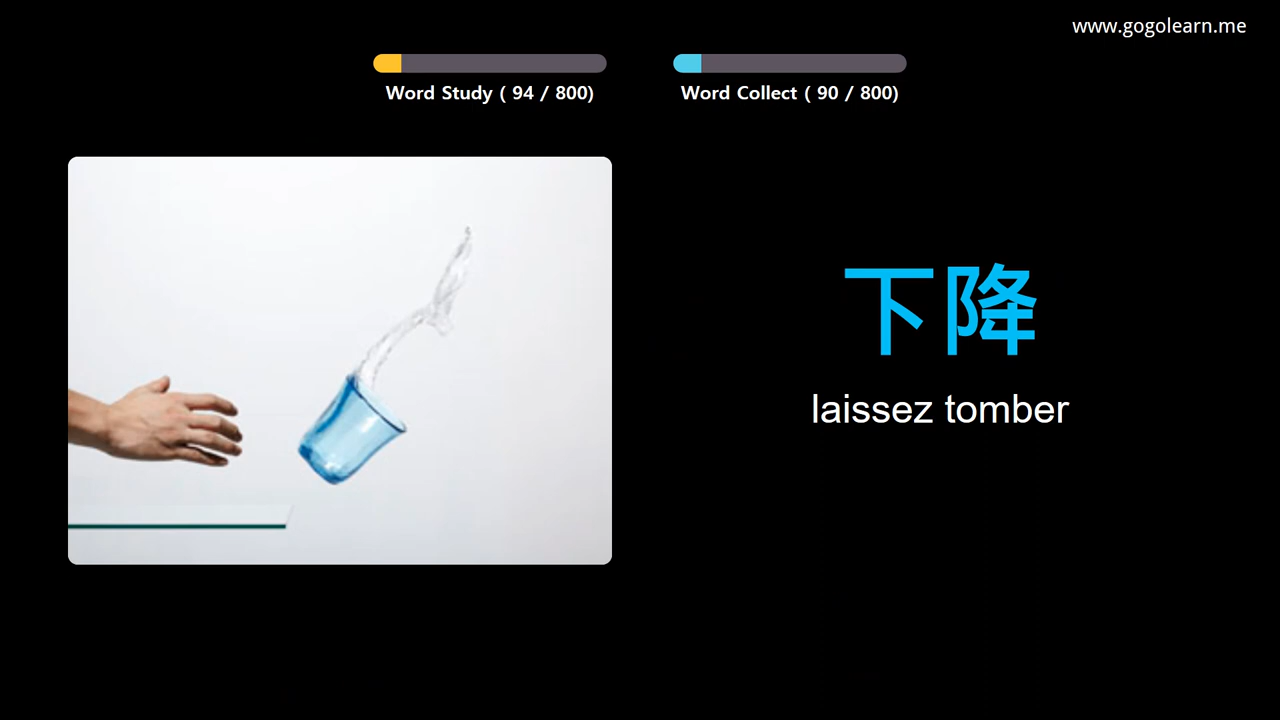 www.gogolearn.me
Word Study ( 94 / 800)
Word Collect ( 90 / 800)
下降
laissez tomber